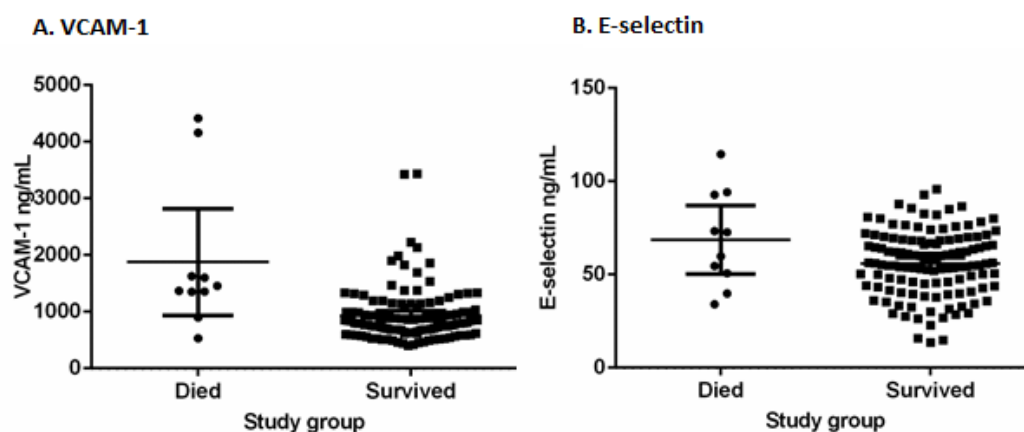 A. VCAM-1
5000
4000
3000
2000
1000
0
VCAM-1 ng/mL
Died
Survived
Study group
B. E-selectin
150
100
50
0
E-selectin ng/mL
Died
Survived
Study group